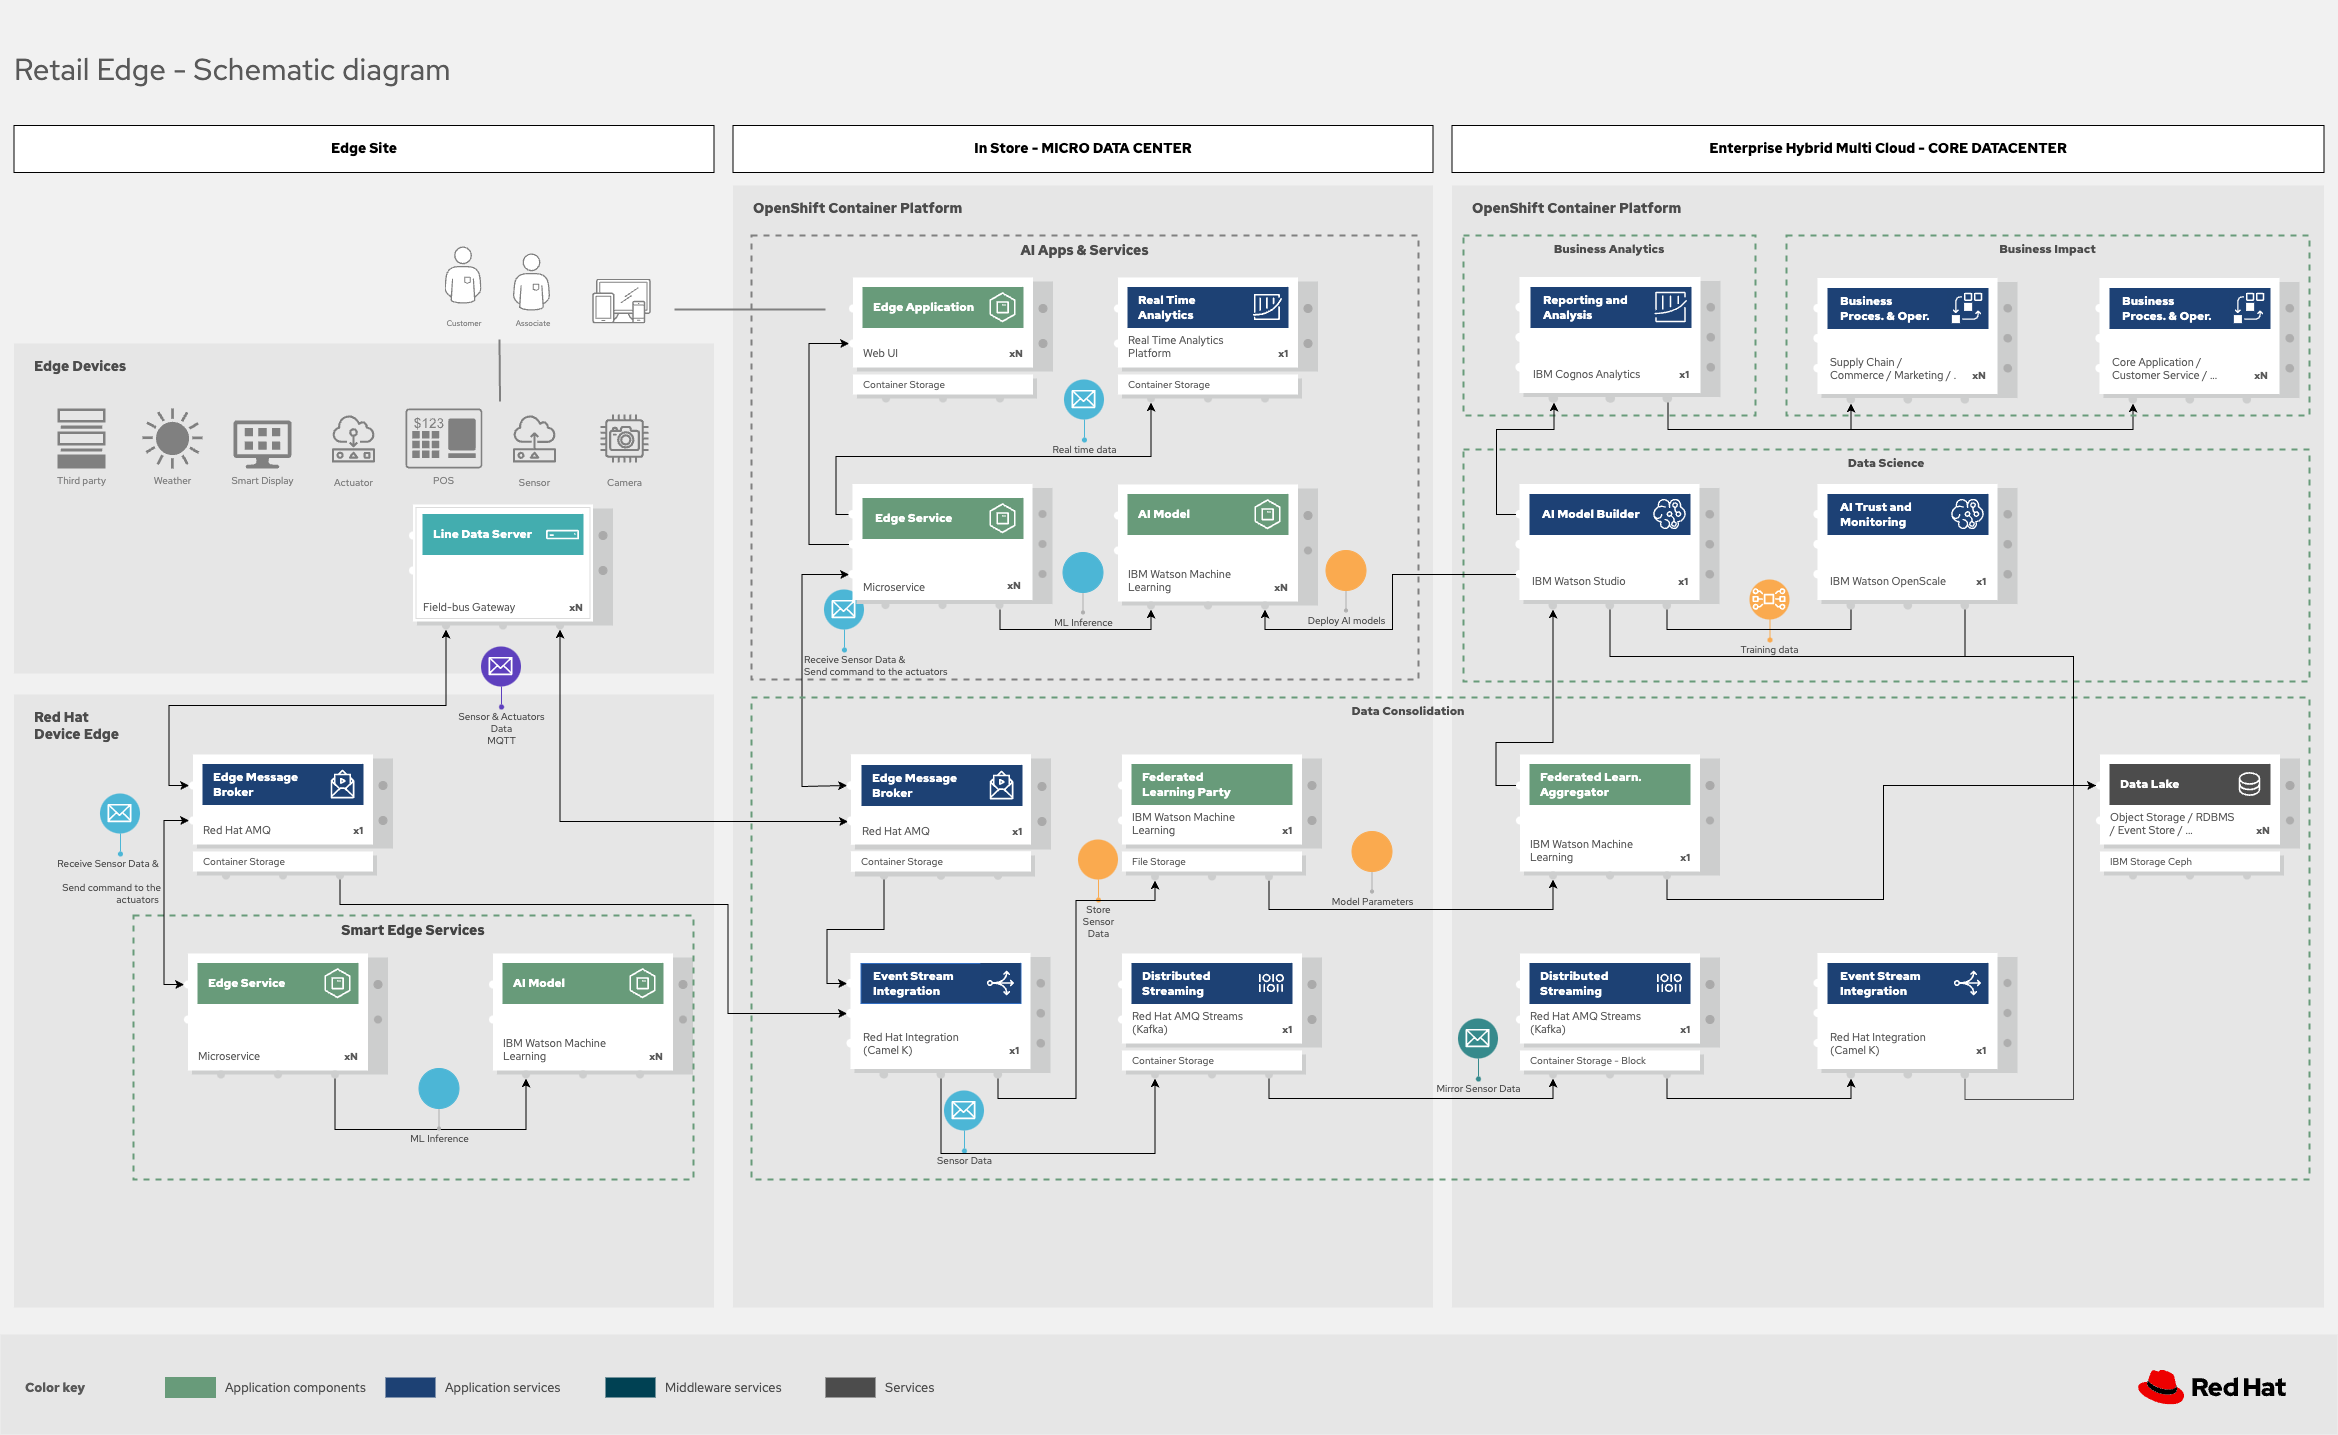 Retail Edge - Schematic diagram
Edge Site
In Store - MICRO DATA CENTER
Enterprise Hybrid Multi Cloud - CORE DATACENTER
Customer
Associate
Edge Devices
Third party
Weather
Smart Display
Actuator
$123
POS
Sensor
Camera
Line Data Server
Field-bus Gateway
xN
Sensor & Actuators
Data
MQTT
Red Hat
Device Edge
Edge Message
Broker
Red Hat AMQ
x1
Container Storage
Receive Sensor Data &
Send command to the
actuators
Smart Edge Services
Edge Service
Microservice
xN
AI Model
IBM Watson Machine
Learning
xN
ML Inference
OpenShift Container Platform
AI Apps & Services
Edge Application
Web UI
xN
Container Storage
Real Time
Analytics
Real Time Analytics
Platform
x1
Container Storage
Real time data
Edge Service
Microservice
xN
AI Model
IBM Watson Machine
Learning
xN
ML Inference
Deploy AI models
Receive Sensor Data &
Send command to the actuators
Data Consolidation
Edge Message
Broker
Red Hat AMQ
x1
Container Storage
Federated
Learning Party
IBM Watson Machine
Learning
x1
File Storage
Store
Sensor
Data
Model Parameters
Event Stream
Integration
Red Hat Integration
(Camel K)
x1
Distributed
Streaming
Red Hat AMQ Streams
(Kafka)
x1
Container Storage
Sensor Data
OpenShift Container Platform
Business Analytics
Reporting and
Analysis
IBM Cognos Analytics
x1
Business Impact
Business
Proces. & Oper.
Supply Chain /
Commerce / Marketing / .
xN
Business
Proces. & Oper.
Core Application /
Customer Service / ...
xN
Data Science
AI Model Builder
IBM Watson Studio
x1
AI Trust and
Monitoring
IBM Watson OpenScale
x1
Training data
Federated Learn.
Aggregator
IBM Watson Machine
Learning
x1
Data Lake
Object Storage / RDBMS
/ Event Store / ...
xN
IBM Storage Ceph
Distributed
Streaming
Red Hat AMQ Streams
(Kafka)
x1
Container Storage - Block
Mirror Sensor Data
Event Stream
Integration
Red Hat Integration
(Camel K)
x1
Color key
Application components
Application services
Middleware services
Services
Red Hat